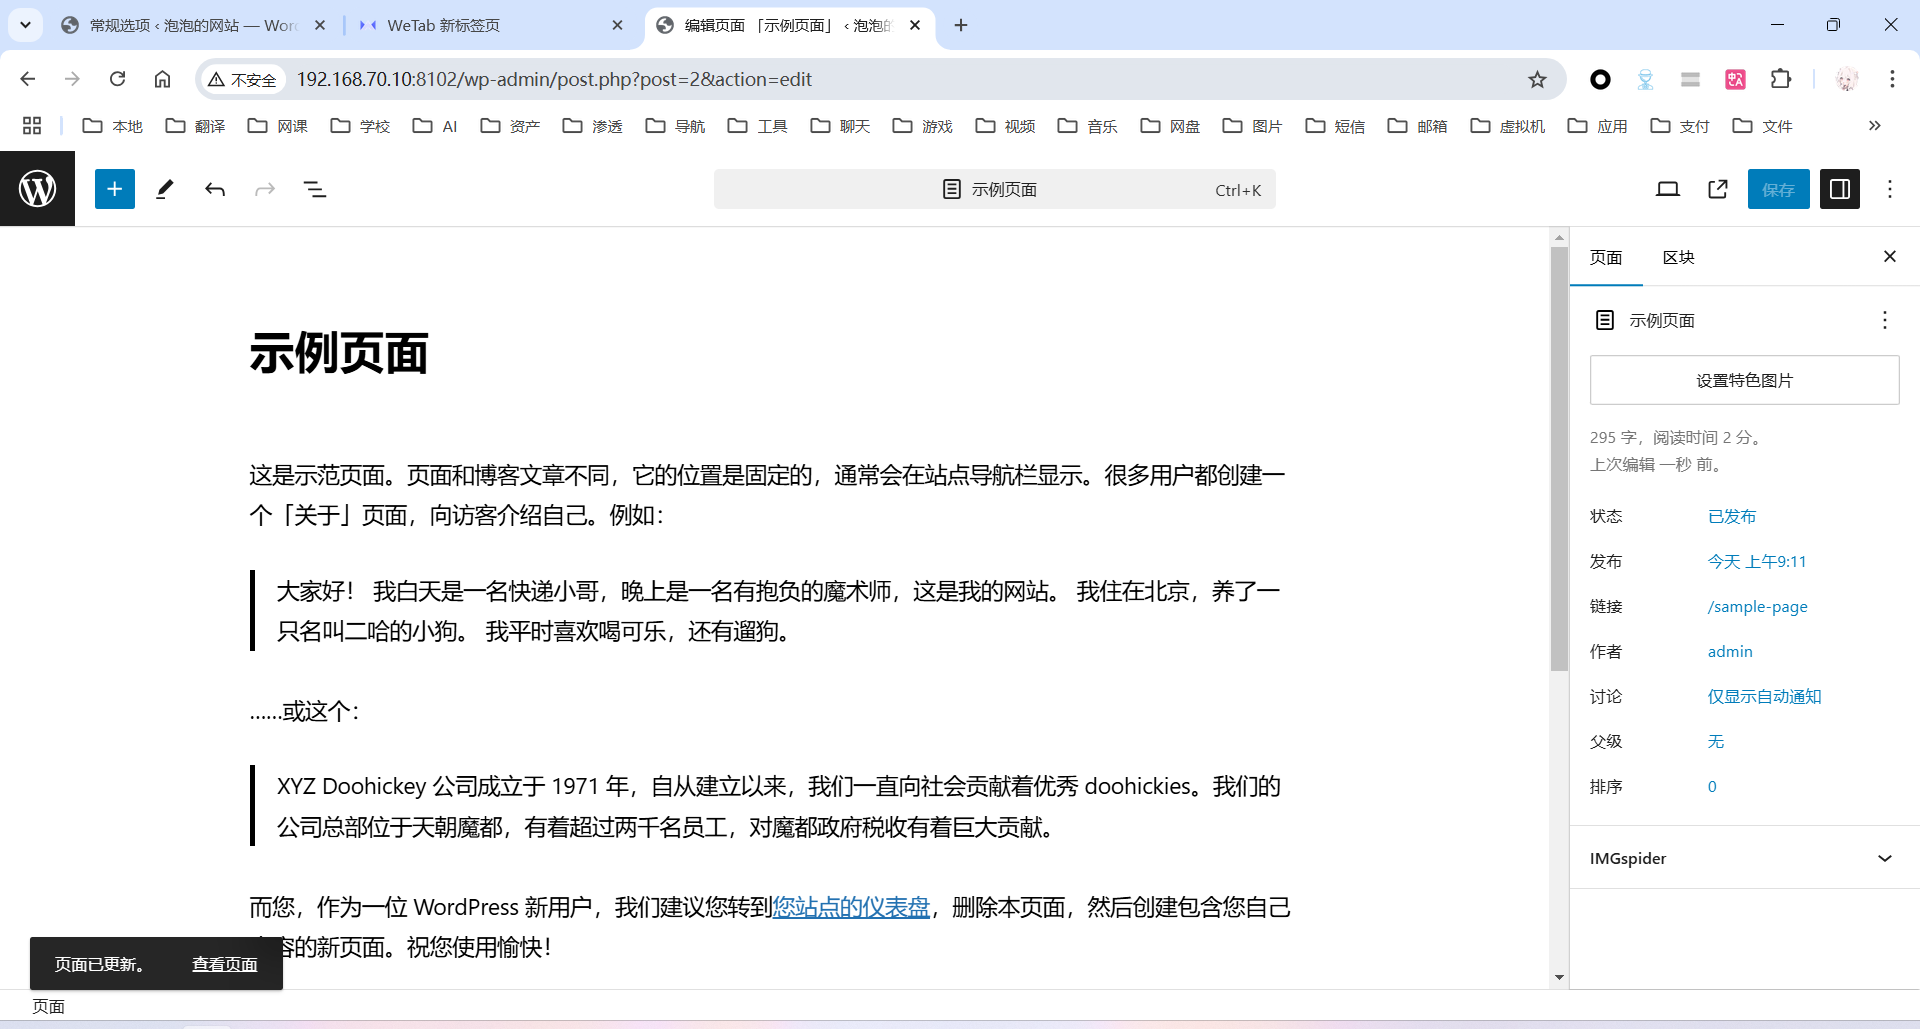 常规选项 ‹ 泡泡的网站 — Wor
WeTab 新标签页
编辑页面 「示例页面」 ‹ 泡泡的
不安全
192.168.70.10:8102/wp-admin/post.php?post=2&action=edit
本地
翻译
网课
学校
AI
资产
渗透
导航
工具
聊天
游戏
视频
音乐
网盘
图片
短信
邮箱
虚拟机
应用
支付
文件
示例页面
Ctrl+K
保存
示例页面
这是示范页面。页面和博客文章不同，它的位置是固定的，通常会在站点导航栏显示。很多用户都创建一
个「关于」页面，向访客介绍自己。例如：
大家好！ 我白天是一名快递小哥，晚上是一名有抱负的魔术师，这是我的网站。 我住在北京，养了一
只名叫二哈的小狗。 我平时喜欢喝可乐，还有遛狗。
……或这个：
XYZ Doohickey 公司成立于 1971 年，自从建立以来，我们一直向社会贡献着优秀 doohickies。我们的
公司总部位于天朝魔都，有着超过两千名员工，对魔都政府税收有着巨大贡献。
而您，作为一位 WordPress 新用户，我们建议您转到您站点的仪表盘，删除本页面，然后创建包含您自己
容的新页面。祝您使用愉快！
页面已更新。
查看页面
页面
页面
区块
示例页面
设置特色图片
295 字，阅读时间 2 分。
上次编辑 一秒 前。
状态 已发布
发布 今天 上午9:11
链接 /sample-page
作者 admin
讨论 仅显示自动通知
父级 无
排序 0
IMGspider